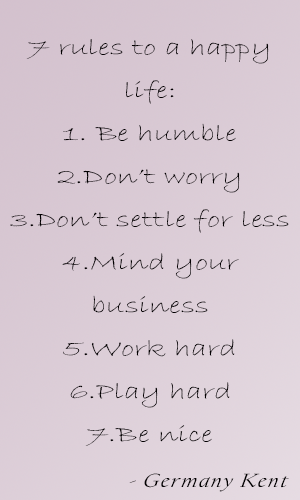 7 rules to a happy
life:
1. Be humble
2.Don't worry
3.Don't settle for less
4.Mind your
business
5.Work hard
6.Play hard
7.Be nice
- Germany Kent